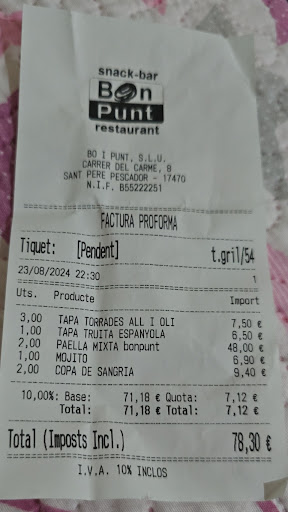 snack-bar
Bon
Punt
restaurant
BO I PUNT, S.L.U.
CARRER DEL CARME, 8
SANT PERE PESCADOR - 17470
N.I.F. B55222251
FACTURA PROFORMA
Tiquet: [Pendent] t.gril/54
23/08/2024 22:30 1
Uts. Producte Import
3,00 TAPA TORRADES ALL I OLI 7,50 €
1,00 TAPA TRUITA ESPANYOLA 6,50 €
2,00 PAELLA MIXTA bonpunt 48,00 €
1,00 MOJITO 6,90 €
2,00 COPA DE SANGRIA 9,40 €
10,00%: Base: 71,18 € Quota: 7,12 €
Total: 71,18 € Total: 7,12 €
Total (Imposts Incl.) 78,30 €
I.V.A. 10% INCLOS